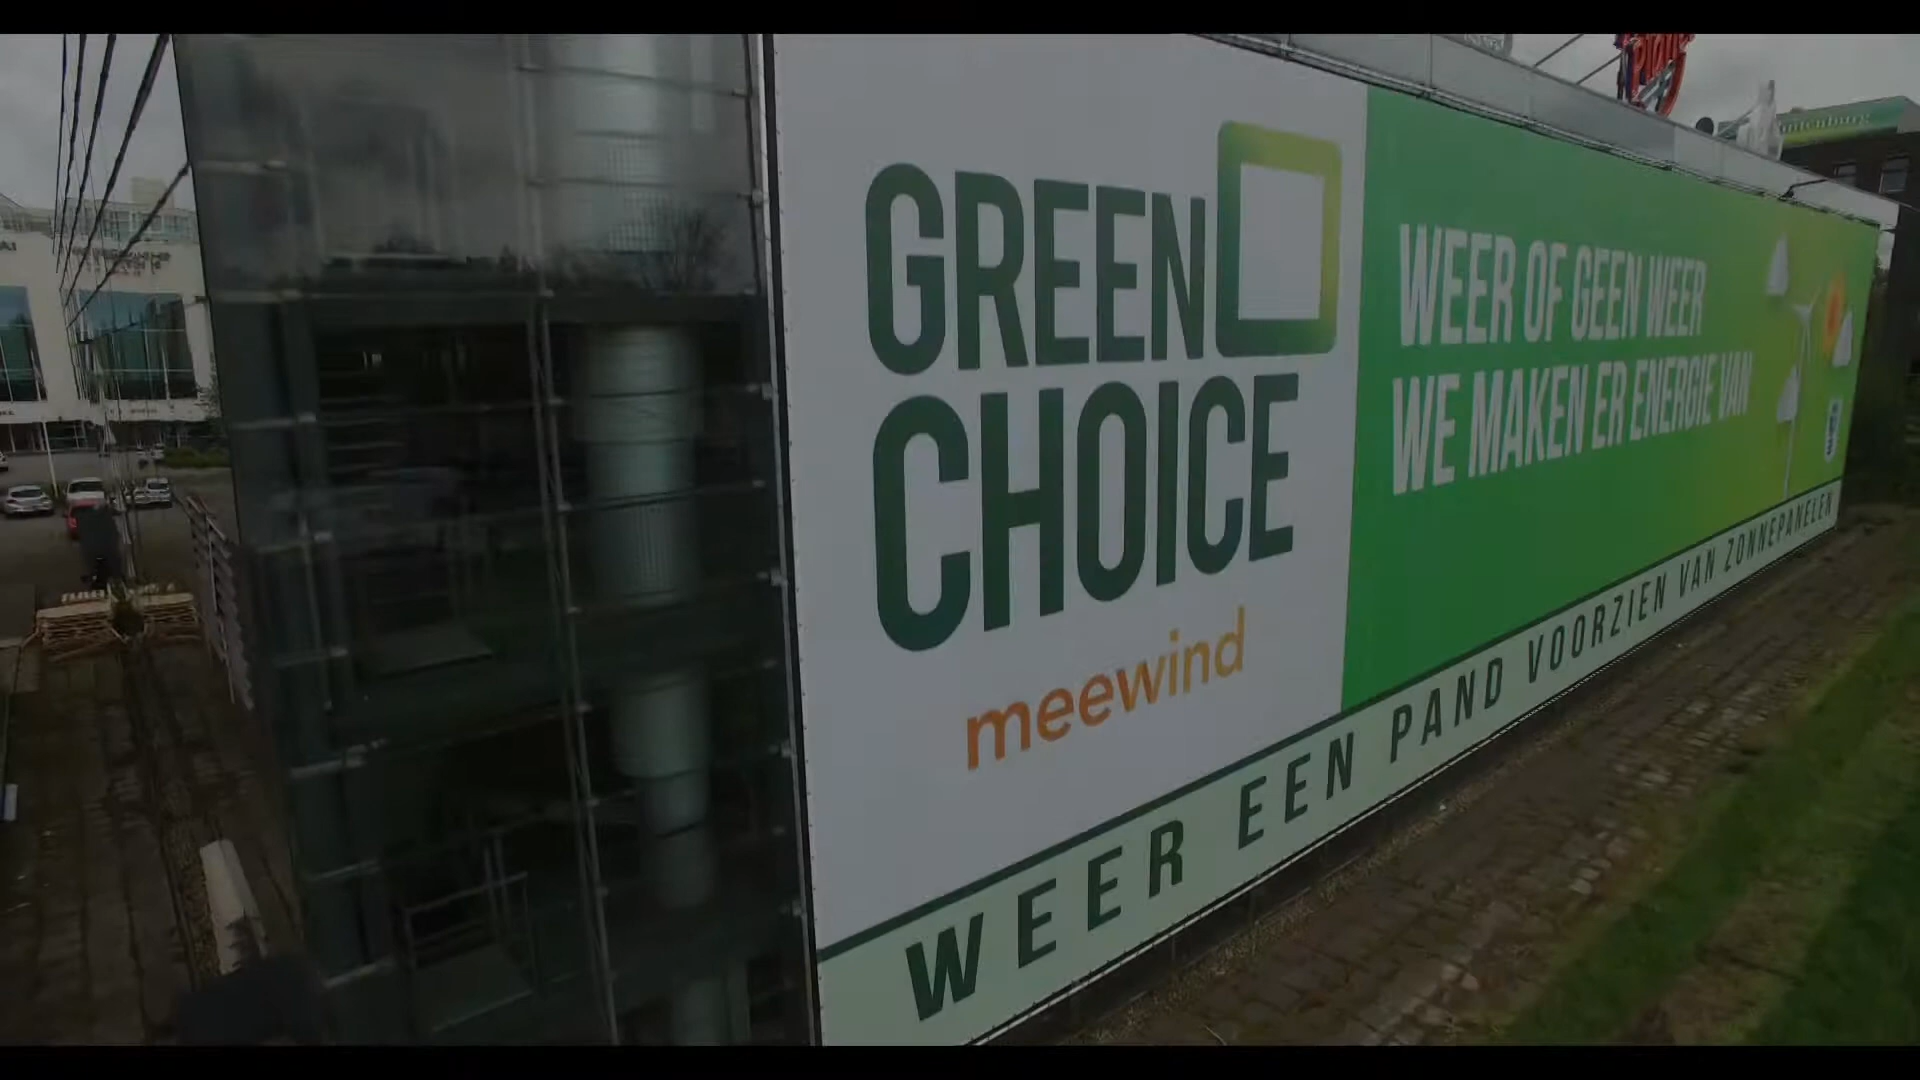 GREEN
CHOICE
meewind
WEER OF GEEN WEER
WE MAKEN ER ENERGIE VAN
WEER EEN PAND VOORZIEN VAN ZONNEPANELEN